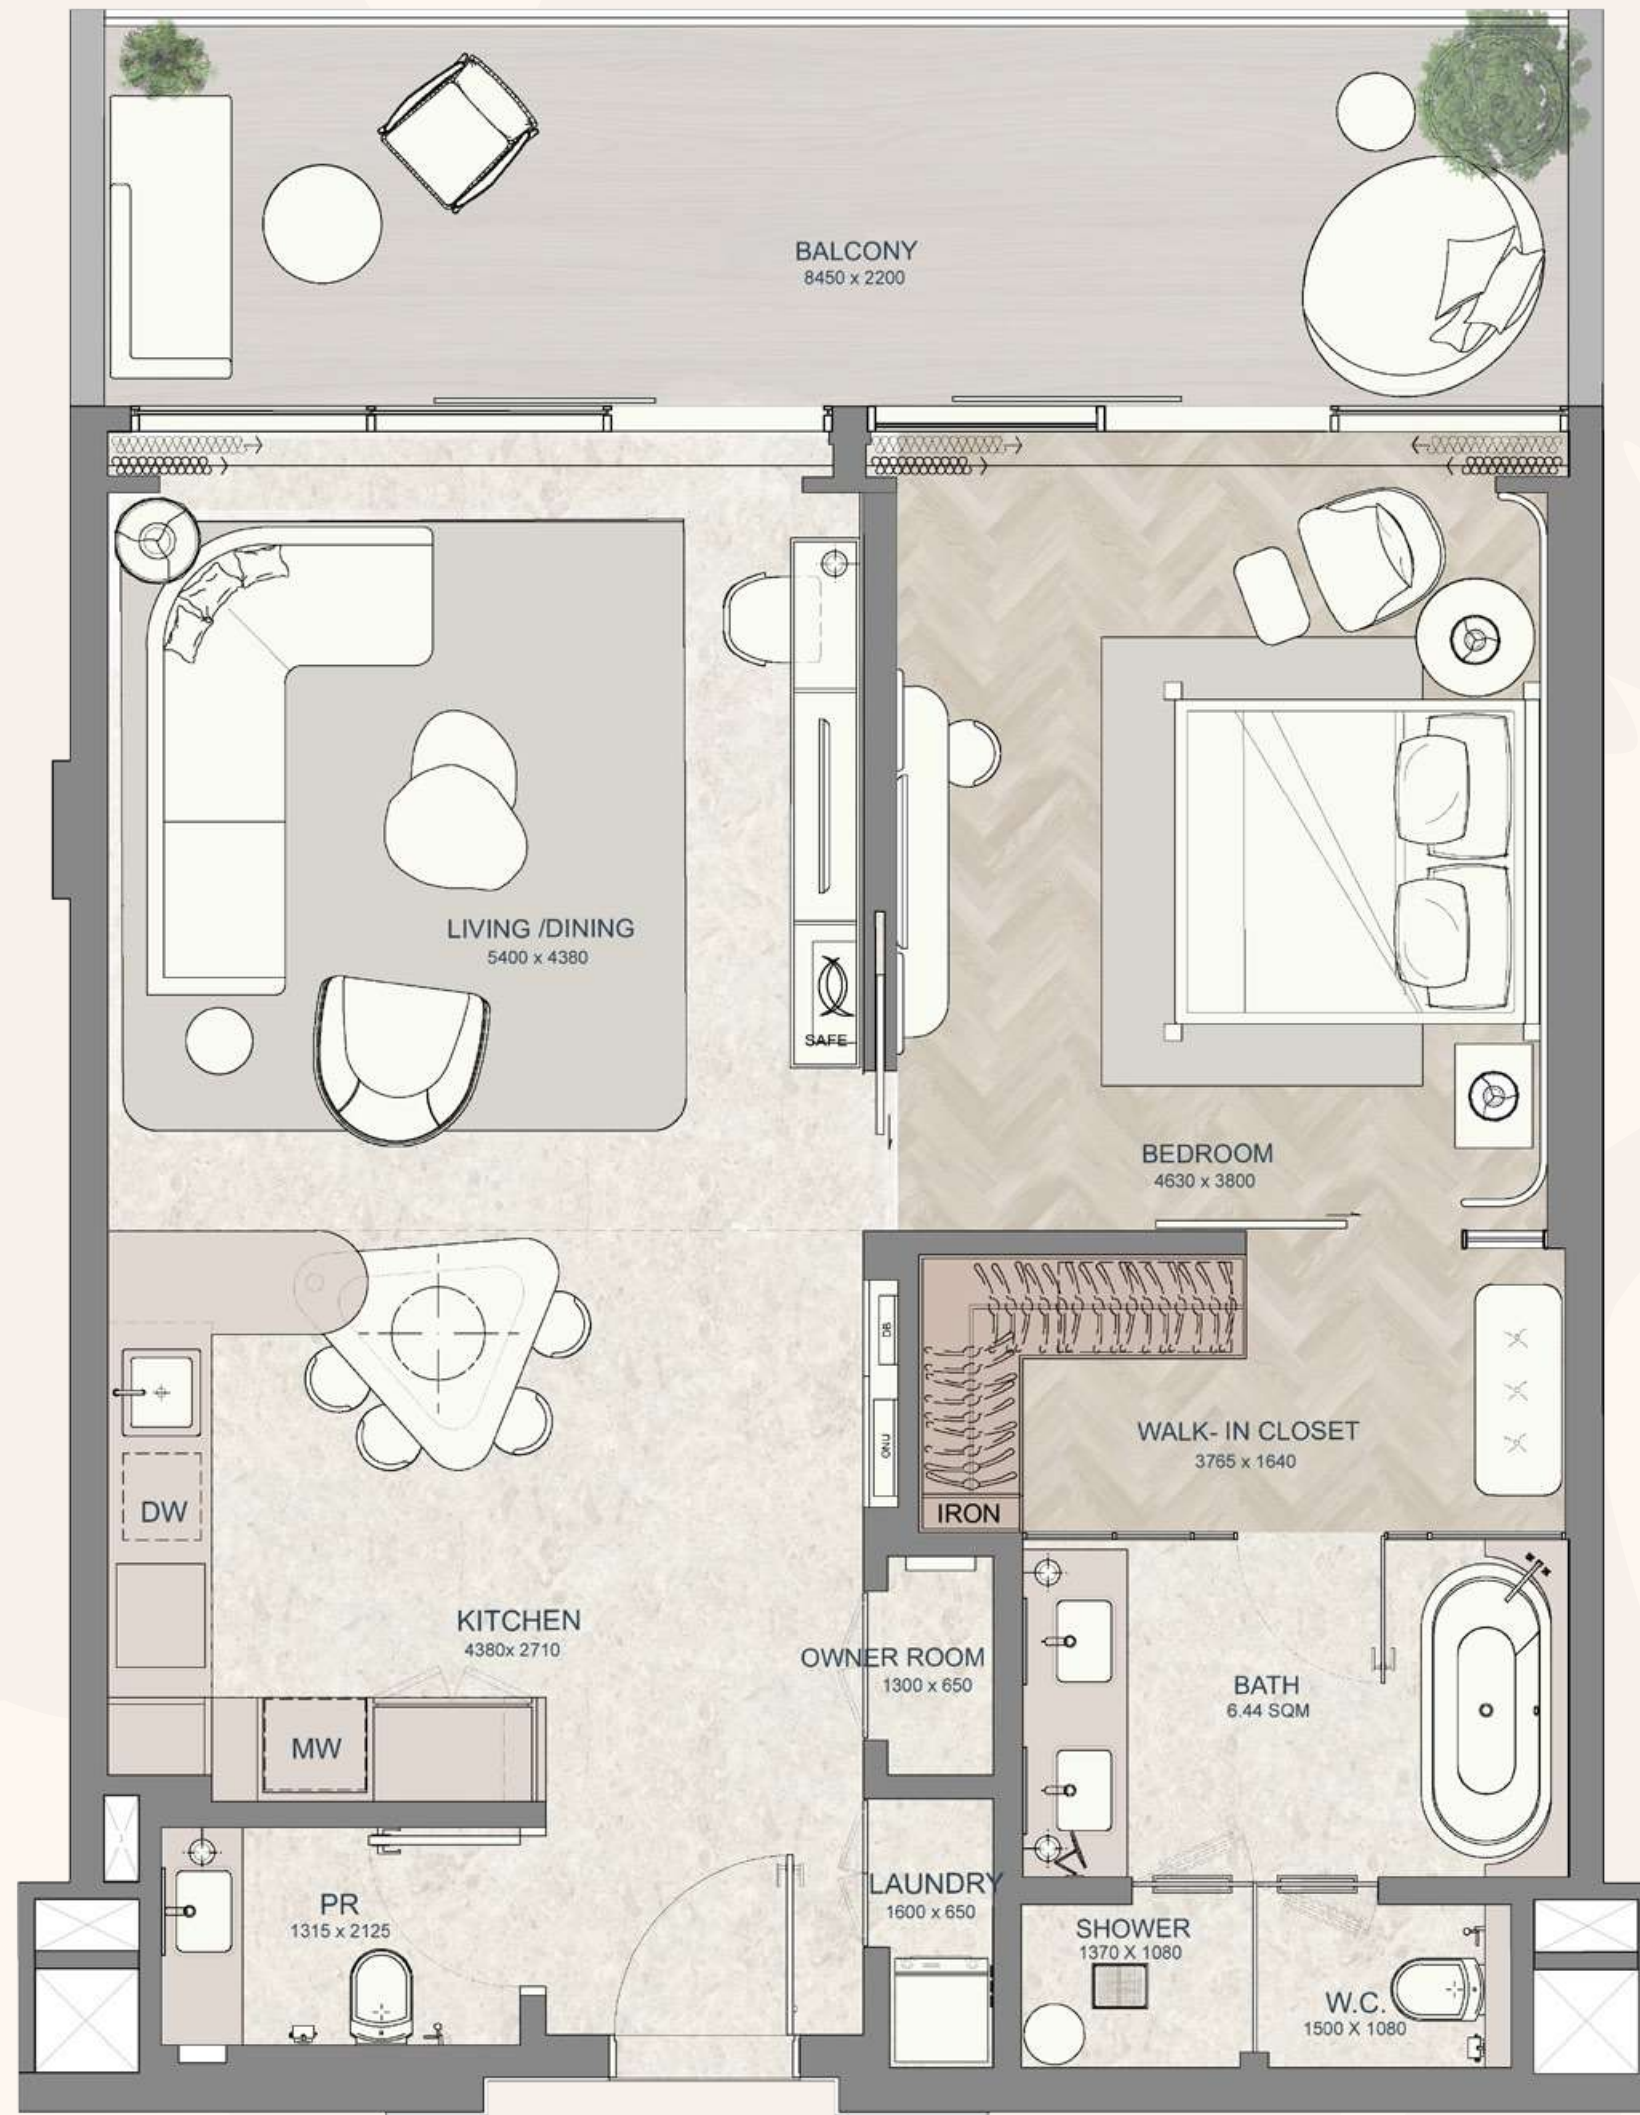 BALCONY
8450 x 2200
LIVING /DINING
5400 x 4380
SAFE
BEDROOM
4630 x 3800
DB
ONU
WALK- IN CLOSET
3765 x 1640
IRON
DW
KITCHEN
4380x 2710
OWNER ROOM
1300 x 650
BATH
6.44 SQM
MW
LAUNDRY
1600 x 650
PR
1315 x 2125
SHOWER
1370 X 1080
W.C.
1500 X 1080